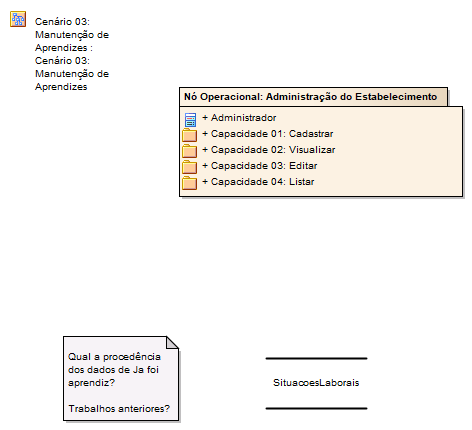 Cenário 03:
Manutenção de
Aprendizes :
Cenário 03:
Manutenção de
Aprendizes
Nó Operacional: Administração do Estabelecimento
+ Administrador
+ Capacidade 01: Cadastrar
+ Capacidade 02: Visualizar
+ Capacidade 03: Editar
+ Capacidade 04: Listar
Qual a procedência
dos dados de Ja foi
aprendiz?
Trabalhos anteriores?
SituacoesLaborais